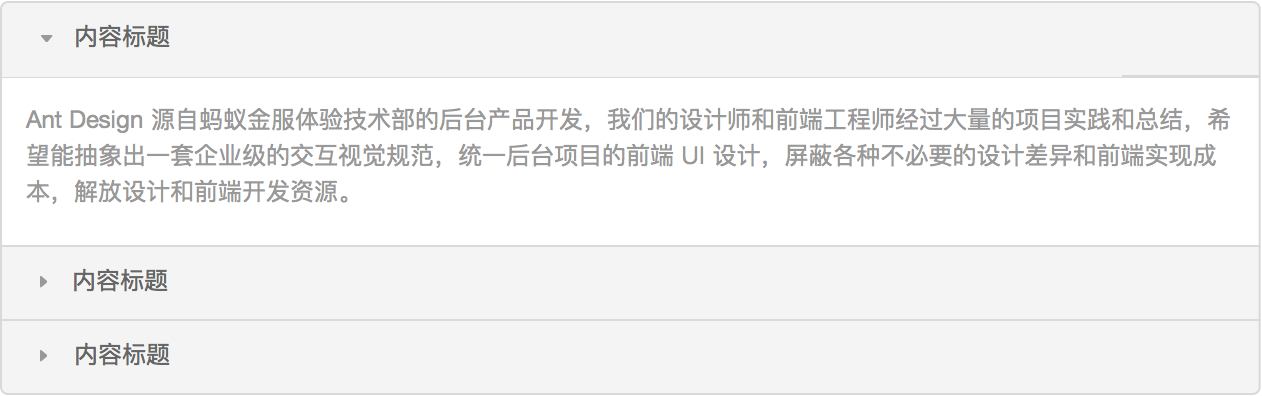 内容标题
Ant Design 源自蚂蚁金服体验技术部的后台产品开发，我们的设计师和前端工程师经过大量的项目实践和总结，希
望能抽象出一套企业级的交互视觉规范，统一后台项目的前端 UI 设计，屏蔽各种不必要的设计差异和前端实现成
本，解放设计和前端开发资源。
内容标题
内容标题